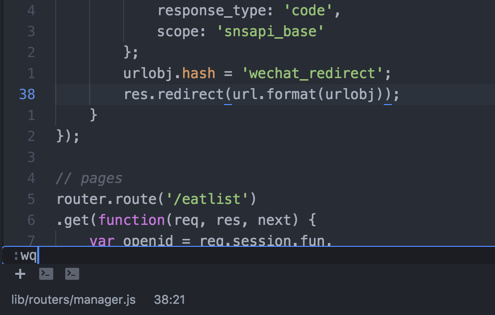 4 response_type: 'code',
3 scope: 'snsapi_base'
2 };
1 urlobj.hash = 'wechat_redirect';
38 res.redirect(url.format(urlobj));
1 }
2 });
3
4 // pages
5 router.route('/eatlist')
6 .get(function(req, res, next) {
7 var openid = req.session.fun.
:wq
lib/routers/manager.js 38:21